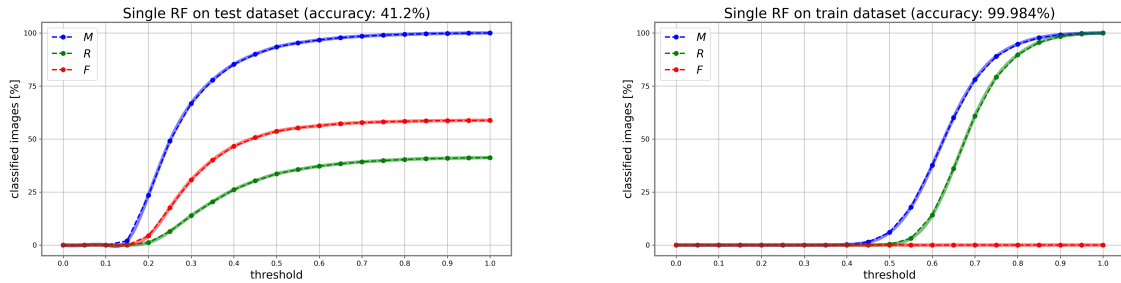 Single RF on test dataset (accuracy: 41.2%)
classified images [%]
100
75
50
25
0
M
R
F
0.0 0.1 0.2 0.3 0.4 0.5 0.6 0.7 0.8 0.9 1.0
threshold
Single RF on train dataset (accuracy: 99.984%)
classified images [%]
100
75
50
25
0
M
R
F
0.0 0.1 0.2 0.3 0.4 0.5 0.6 0.7 0.8 0.9 1.0
threshold